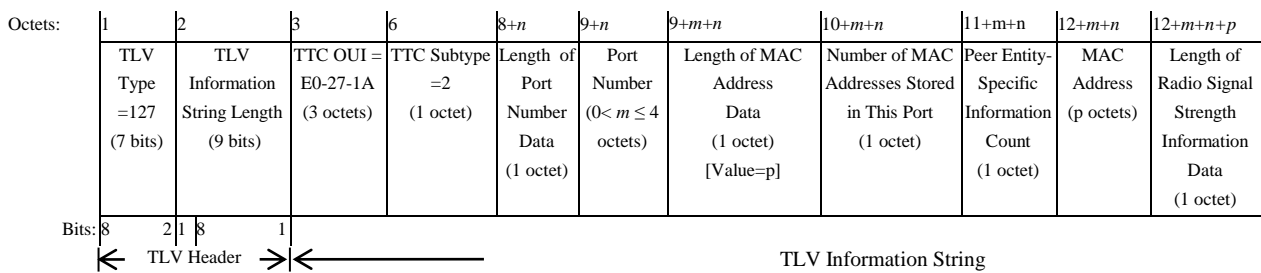 Octets: 1 2 3 6 8+n 9+n 9+m+n 10+m+n 11+m+n 12+m+n 12+m+n+p
TLV Type =127 (7 bits)
TLV Information String Length (9 bits)
TTC OUI = E0-27-1A (3 octets)
TTC Subtype =2 (1 octet)
Length of Port Number Data (1 octet)
Port Number (0< m ≤ 4 octets)
Length of MAC Address Data (1 octet) [Value=p]
Number of MAC Addresses Stored in This Port (1 octet)
Peer Entity-Specific Information Count (1 octet)
MAC Address (p octets)
Length of Radio Signal Strength Information Data (1 octet)
Bits: 8 2 1 8 1
TLV Header
TLV Information String